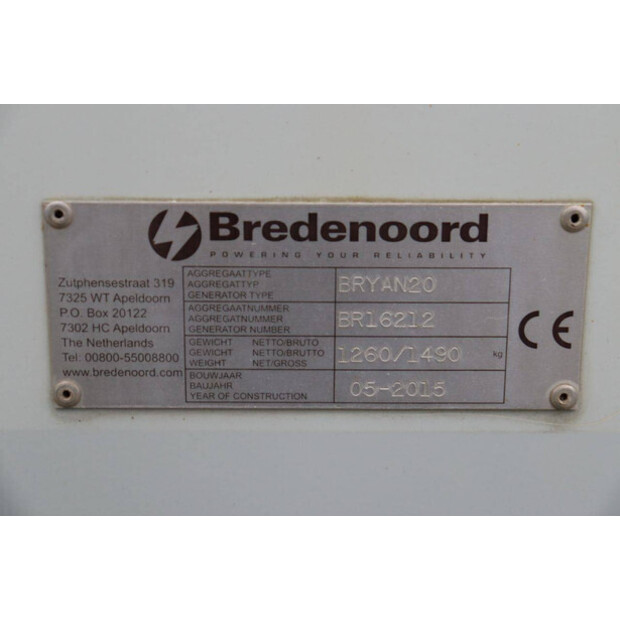 Bredenoord
POWERING YOUR RELIABILITY
Zutphensestraat 319
7325 WT Apeldoorn
P.O. Box 20122
7302 HC Apeldoorn
The Netherlands
Tel: 00800-55008800
www.bredenoord.com
AGGREGAATTYPE
AGGREGATTYP
GENERATOR TYPE
BRYAN20
AGGREGAATNUMMER
AGGREGATNUMMER
GENERATOR NUMBER
BR16212
GEWICHT NETTO/BRUTO
GEWICHT NETTO/BRUTTO
WEIGHT NET/GROSS
1260/1490 kg
BOUWJAAR
BAUJAHR
YEAR OF CONSTRUCTION
05-2015
CE